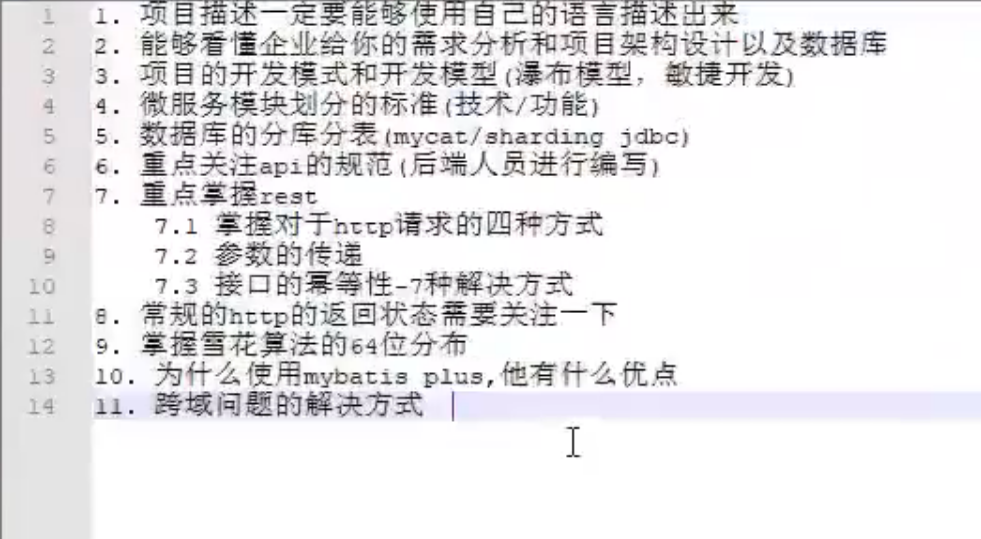 1 1. 项目描述一定要能够使用自己的语言描述出来
2 2. 能够看懂企业给你的需求分析和项目架构设计以及数据库
3 3. 项目的开发模式和开发模型(瀑布模型，敏捷开发)
4 4. 微服务模块划分的标准(技术/功能)
5 5. 数据库的分库分表(mycat/sharding jdbc)
6 6. 重点关注api的规范(后端人员进行编写)
7 7. 重点掌握rest
8 7.1 掌握对于http请求的四种方式
9 7.2 参数的传递
10 7.3 接口的幂等性-7种解决方式
11 8. 常规的http的返回状态需要关注一下
12 9. 掌握雪花算法的64位分布
13 10. 为什么使用mybatis plus,他有什么优点
14 11. 跨域问题的解决方式